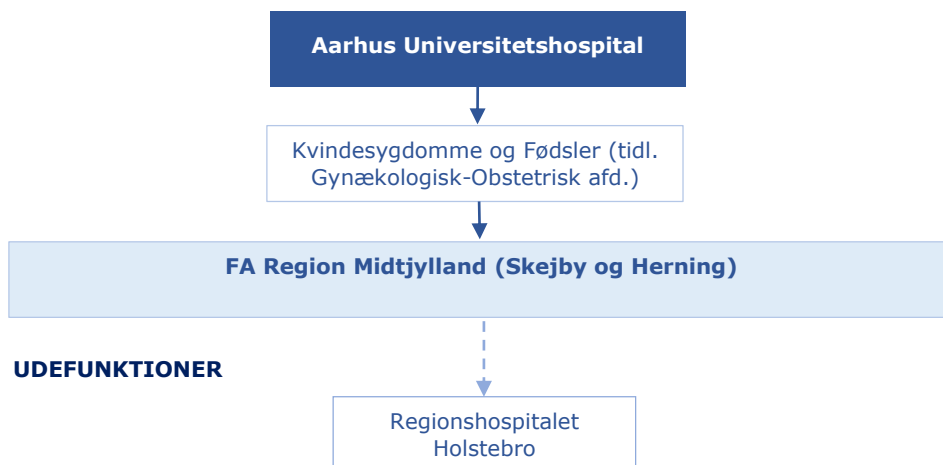 Aarhus Universitetshospital
Kvindesygdomme og Fødsler (tidl.
Gynækologisk-Obstetrisk afd.)
FA Region Midtjylland (Skejby og Herning)
UDEFUNKTIONER
Regionshospitalet
Holstebro